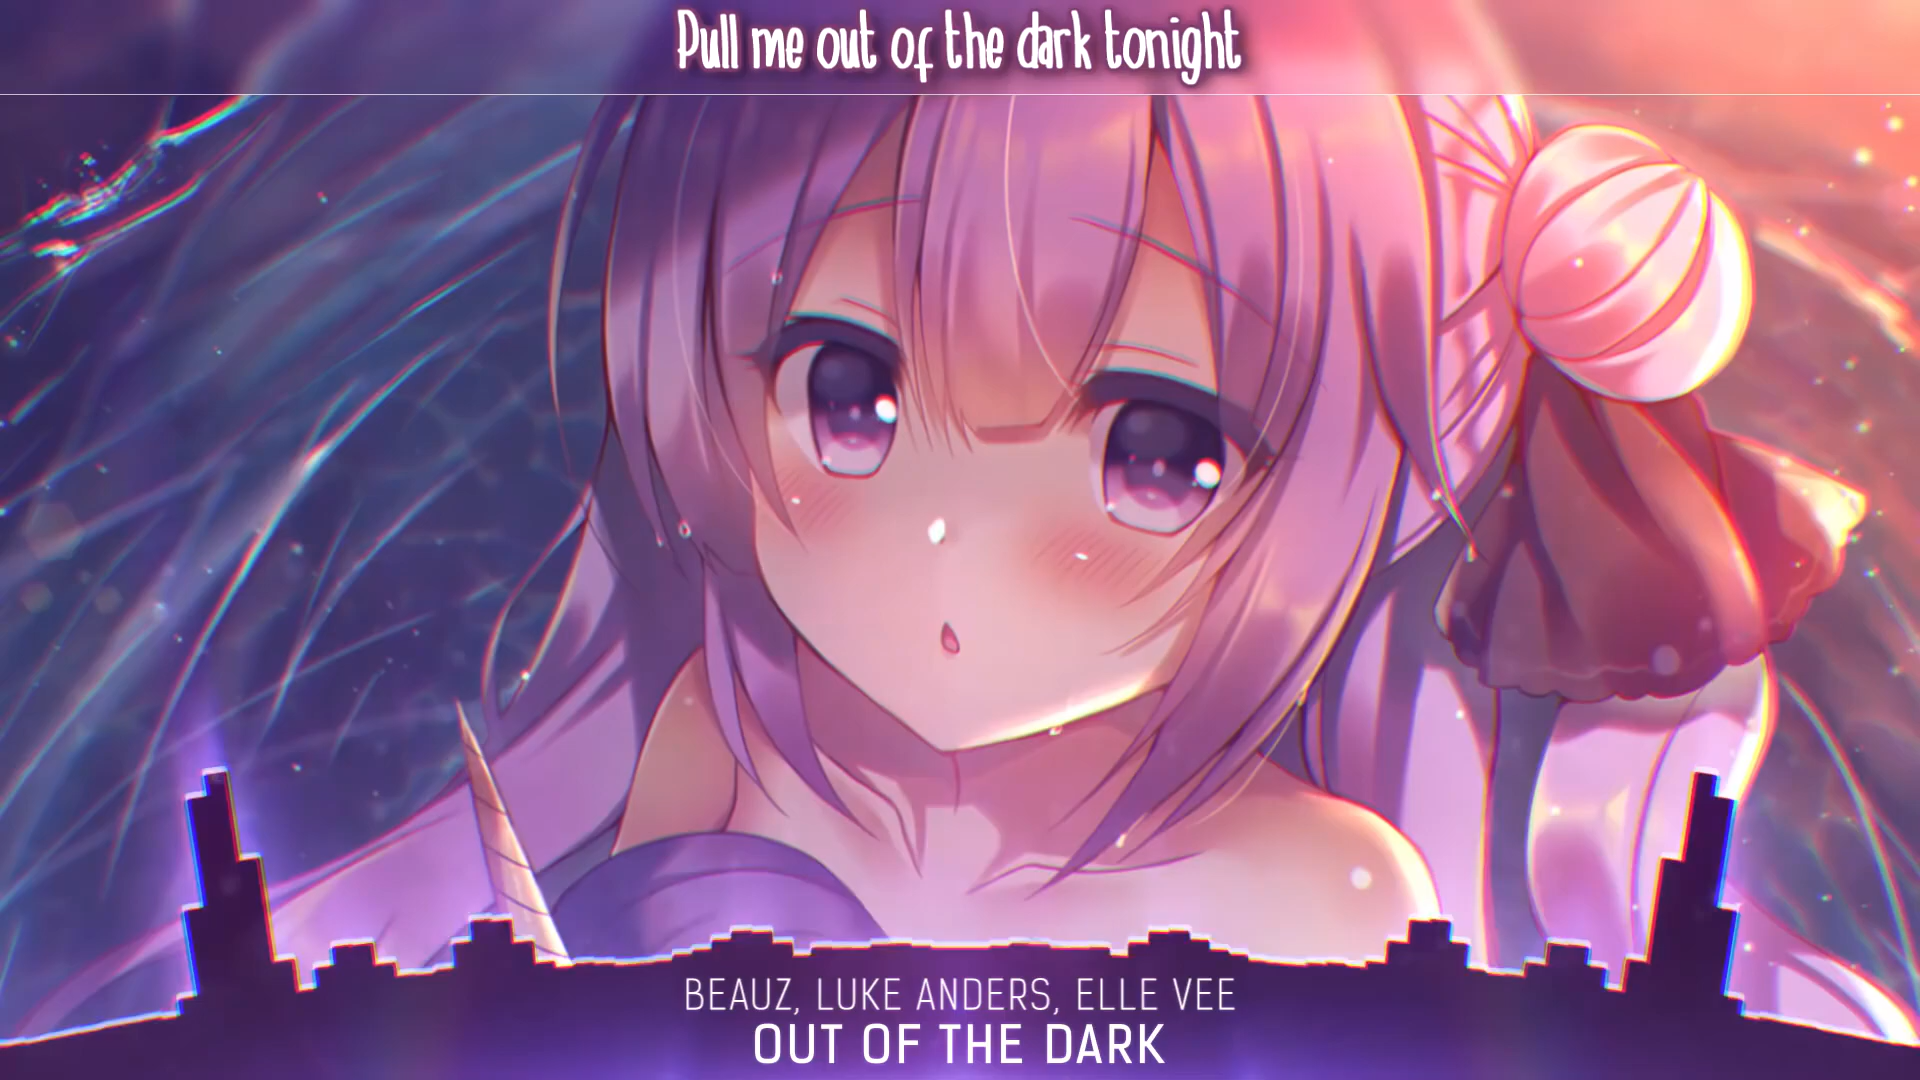 Pull me out of the dark tonight
BEAUZ, LUKE ANDERS, ELLE VEE
OUT OF THE DARK